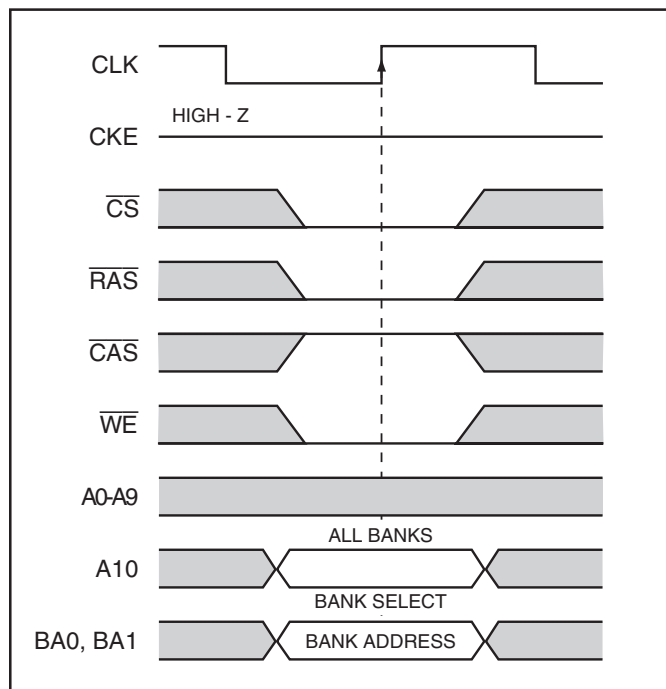 CLK
HIGH - Z
CKE
CS
RAS
CAS
WE
A0-A9
ALL BANKS
A10
BANK SELECT
BA0, BA1 BANK ADDRESS